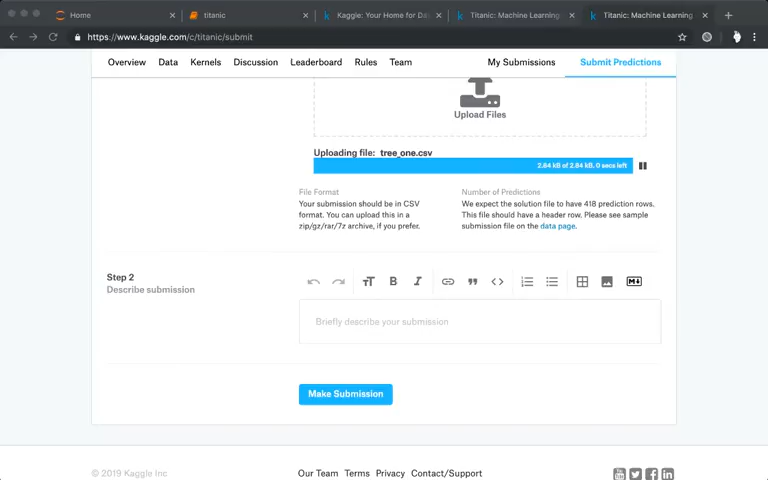 Home
titanic
Kaggle: Your Home for Da
Titanic: Machine Learning
Titanic: Machine Learning
https://www.kaggle.com/c/titanic/submit
Overview Data Kernels Discussion Leaderboard Rules Team My Submissions Submit Predictions
Upload Files
Uploading file: tree_one.csv
2.84 kB of 2.84 kB. 0 secs left
File Format
Your submission should be in CSV
format. You can upload this in a
zip/gz/rar/7z archive, if you prefer.
Number of Predictions
We expect the solution file to have 418 prediction rows.
This file should have a header row. Please see sample
submission file on the data page.
Step 2
Describe submission
Briefly describe your submission
Make Submission
© 2019 Kaggle Inc
Our Team Terms Privacy Contact/Support